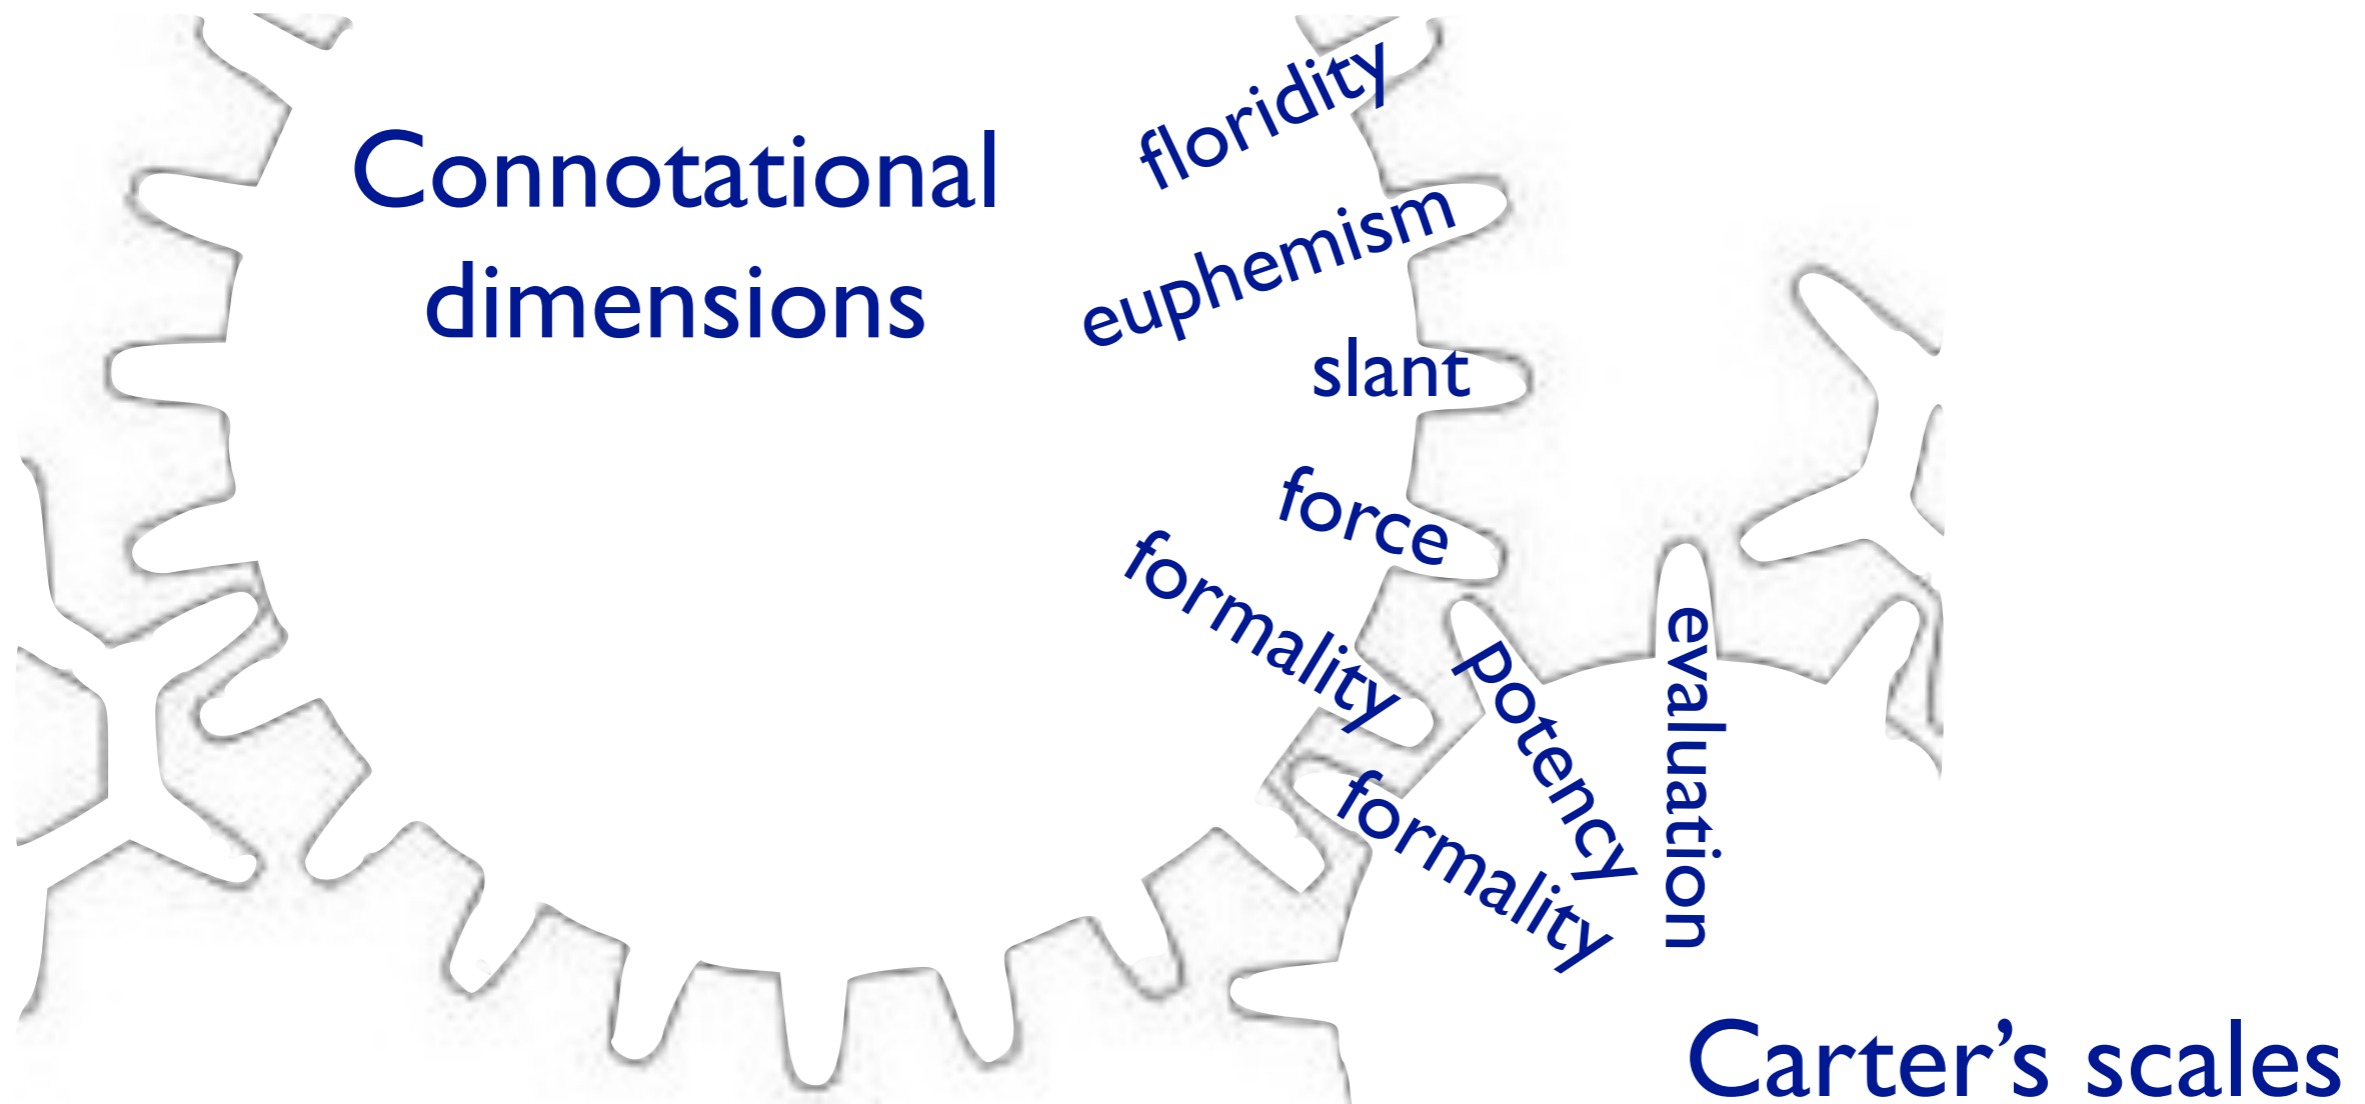 Connotational
dimensions
floridity
euphemism
slant
force
formality
potency
evaluation
formality
Carter’s scales